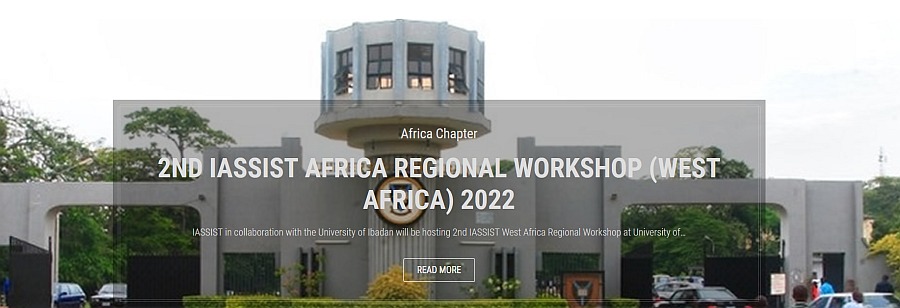 Africa Chapter
2ND IASSIST AFRICA REGIONAL WORKSHOP (WEST
AFRICA) 2022
IASSIST in collaboration with the University of Ibadan will be hosting 2nd IASSIST West Africa Regional Workshop at University of...
READ MORE